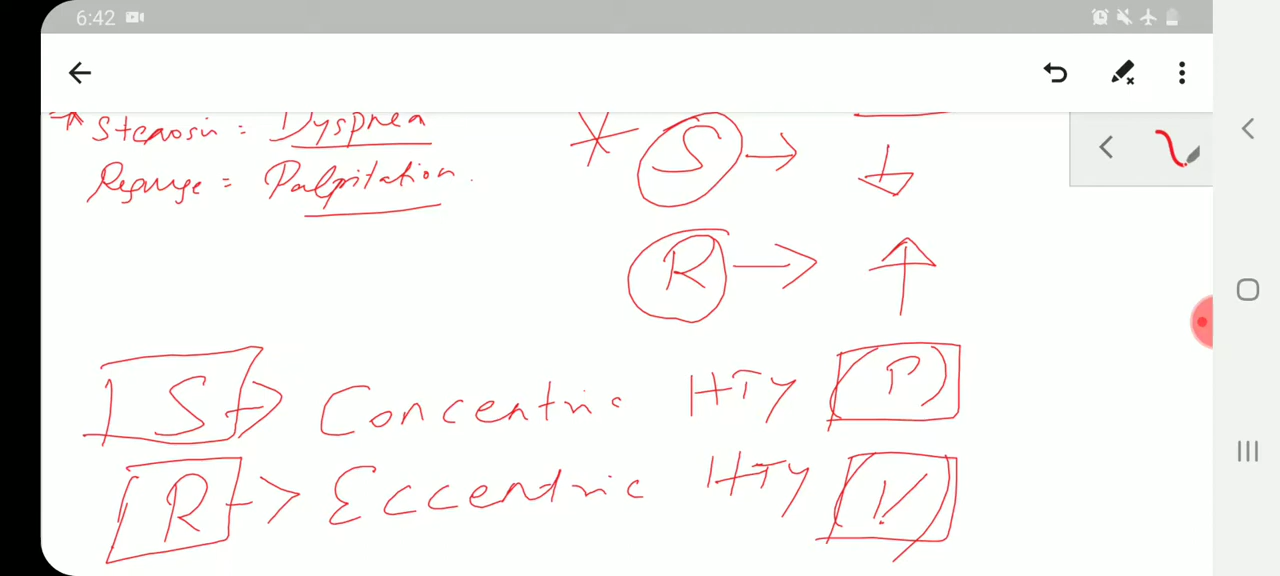 6:42
Stenosis = Dyspnea
Regurge = Palpitation.
S → ↓
R → ↑
S → Concentric HTY (P)
R → Eccentric HTY (V)